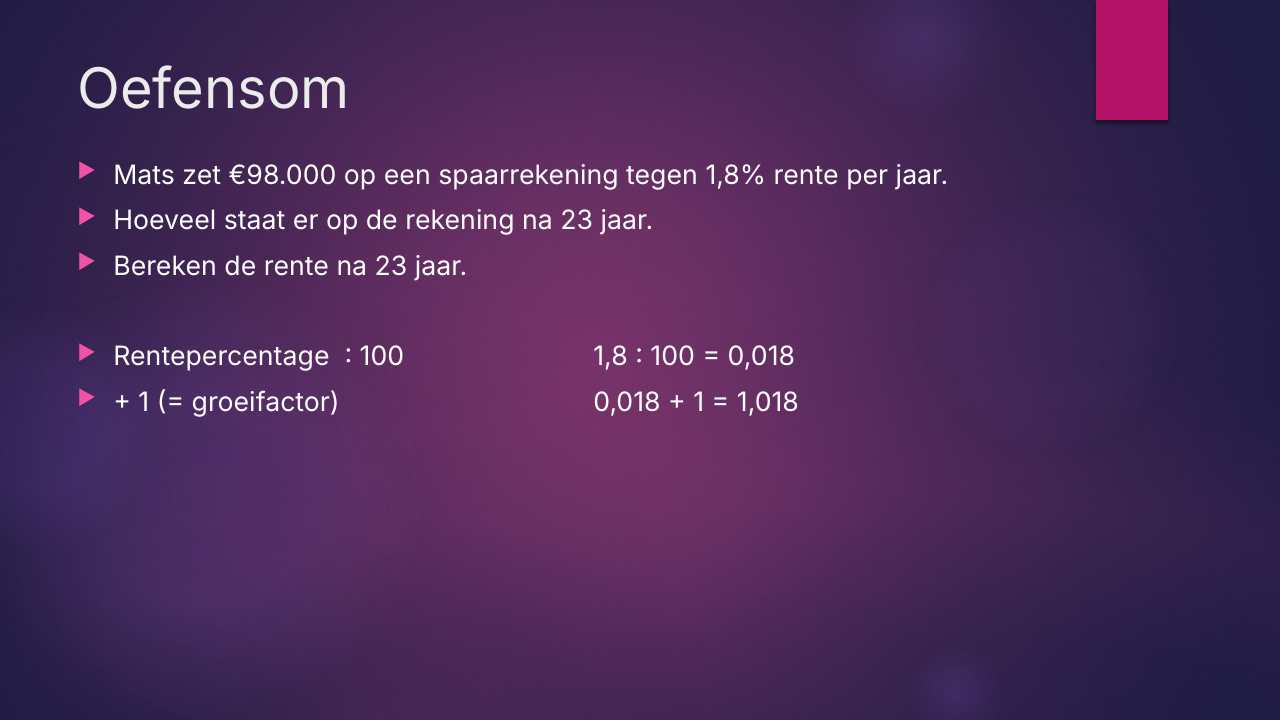 Oefensom
Mats zet €98.000 op een spaarrekening tegen 1,8% rente per jaar.
Hoeveel staat er op de rekening na 23 jaar.
Bereken de rente na 23 jaar.
Rentepercentage : 100 1,8 : 100 = 0,018
+ 1 (= groeifactor) 0,018 + 1 = 1,018